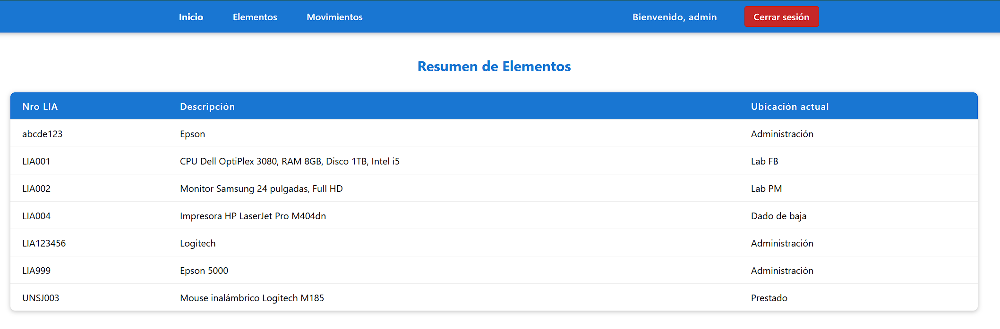 Inicio Elementos Movimientos Bienvenido, admin Cerrar sesión
Resumen de Elementos
Nro LIA Descripción Ubicación actual
abcde123 Epson Administración
LIA001 CPU Dell OptiPlex 3080, RAM 8GB, Disco 1TB, Intel i5 Lab FB
LIA002 Monitor Samsung 24 pulgadas, Full HD Lab PM
LIA004 Impresora HP LaserJet Pro M404dn Dado de baja
LIA123456 Logitech Administración
LIA999 Epson 5000 Administración
UNSJ003 Mouse inalámbrico Logitech M185 Prestado